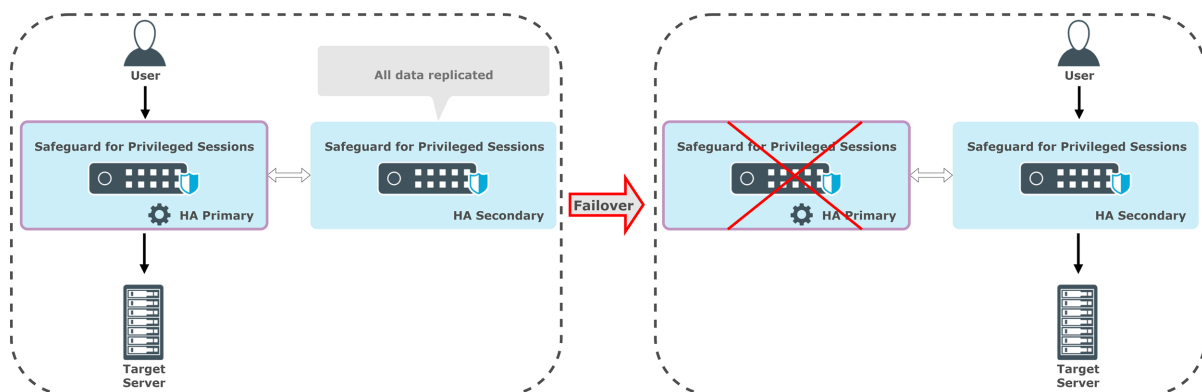 User
All data replicated
Safeguard for Privileged Sessions
HA Primary
Safeguard for Privileged Sessions
HA Secondary
Target
Server
Failover
User
Safeguard for Privileged Sessions
HA Primary
Safeguard for Privileged Sessions
HA Secondary
Target
Server